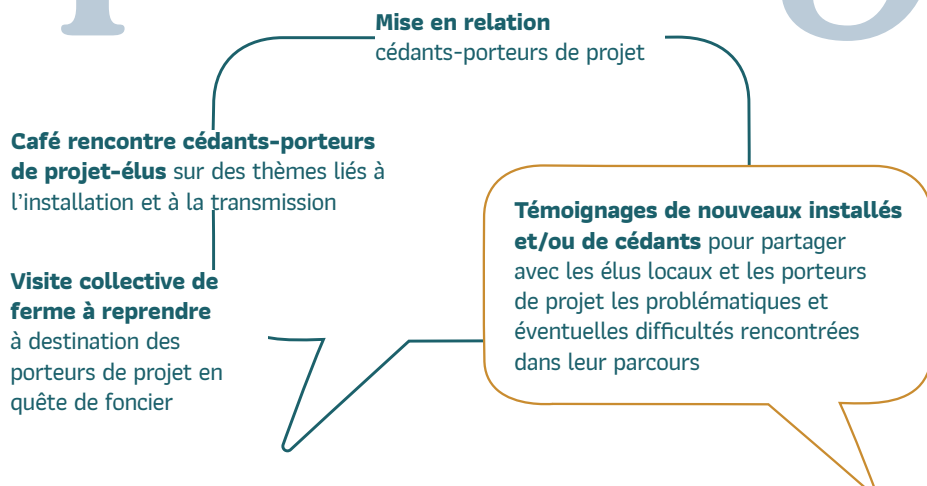 Mise en relation
cédants-porteurs de projet
Café rencontre cédants-porteurs
de projet-élus sur des thèmes liés à
l'installation et à la transmission
Visite collective de
ferme à reprendre
à destination des
porteurs de projet en
quête de foncier
Témoignages de nouveaux installés
et/ou de cédants pour partager
avec les élus locaux et les porteurs
de projet les problématiques et
éventuelles difficultés rencontrées
dans leur parcours